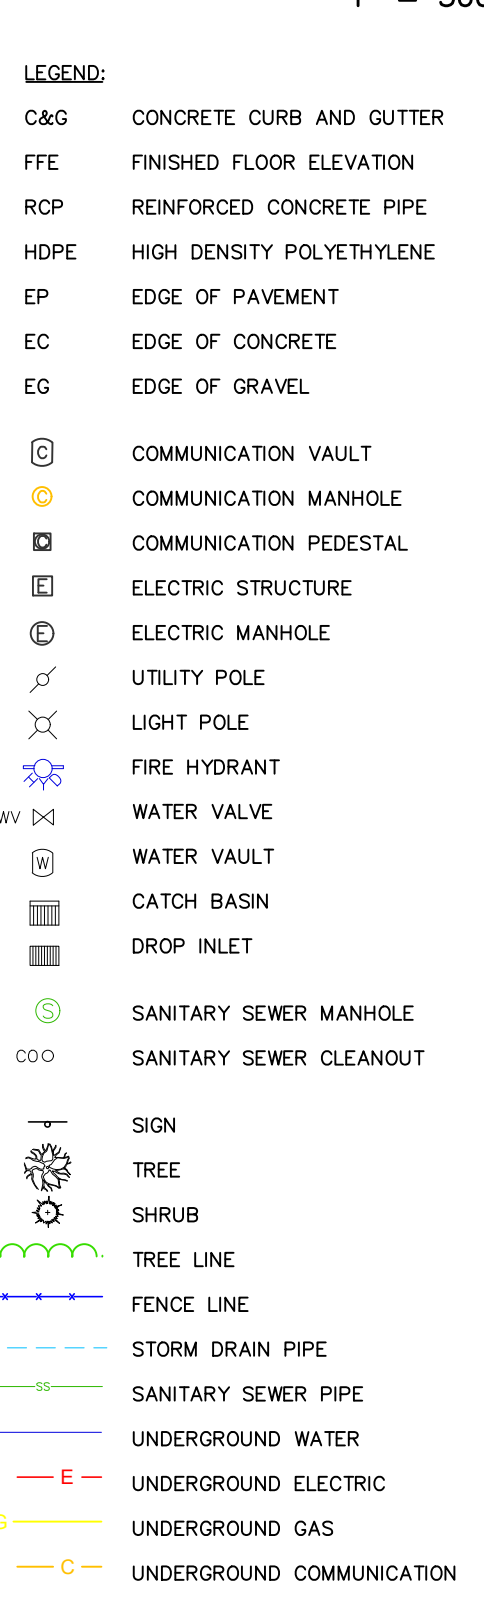 LEGEND:
C&G CONCRETE CURB AND GUTTER
FFE FINISHED FLOOR ELEVATION
RCP REINFORCED CONCRETE PIPE
HDPE HIGH DENSITY POLYETHYLENE
EP EDGE OF PAVEMENT
EC EDGE OF CONCRETE
EG EDGE OF GRAVEL
C COMMUNICATION VAULT
C COMMUNICATION MANHOLE
C COMMUNICATION PEDESTAL
E ELECTRIC STRUCTURE
E ELECTRIC MANHOLE
UTILITY POLE
LIGHT POLE
HYD FIRE HYDRANT
WV WATER VALVE
W WATER VAULT
CATCH BASIN
DROP INLET
S SANITARY SEWER MANHOLE
CO SANITARY SEWER CLEANOUT
SIGN
TREE
SHRUB
TREE LINE
FENCE LINE
STORM DRAIN PIPE
SS SANITARY SEWER PIPE
UNDERGROUND WATER
E UNDERGROUND ELECTRIC
G UNDERGROUND GAS
C UNDERGROUND COMMUNICATION